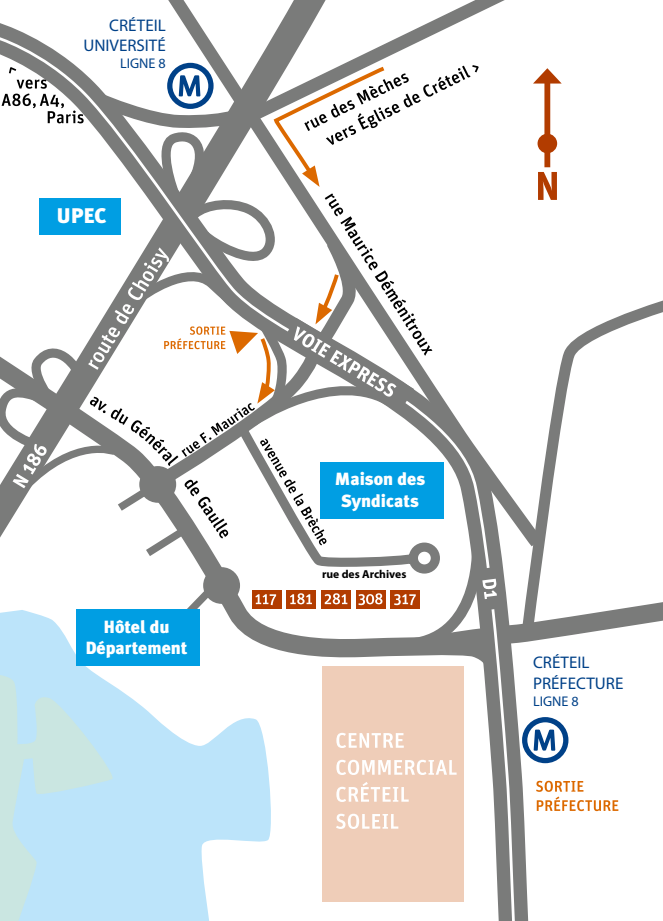 CRÉTEIL
UNIVERSITÉ
LIGNE 8
M
< vers
A86, A4,
Paris
rue des Mèches
vers Église de Créteil >
N
UPEC
rue Maurice Déménitroux
route de Choisy
SORTIE
PRÉFECTURE
VOIE EXPRESS
av. du Général
de Gaulle
rue F. Mauriac
N 186
avenue de la Brèche
Maison des
Syndicats
rue des Archives
117 181 281 308 317
D1
Hôtel du
Département
CRÉTEIL
PRÉFECTURE
LIGNE 8
M
SORTIE
PRÉFECTURE
CENTRE
COMMERCIAL
CRÉTEIL
SOLEIL